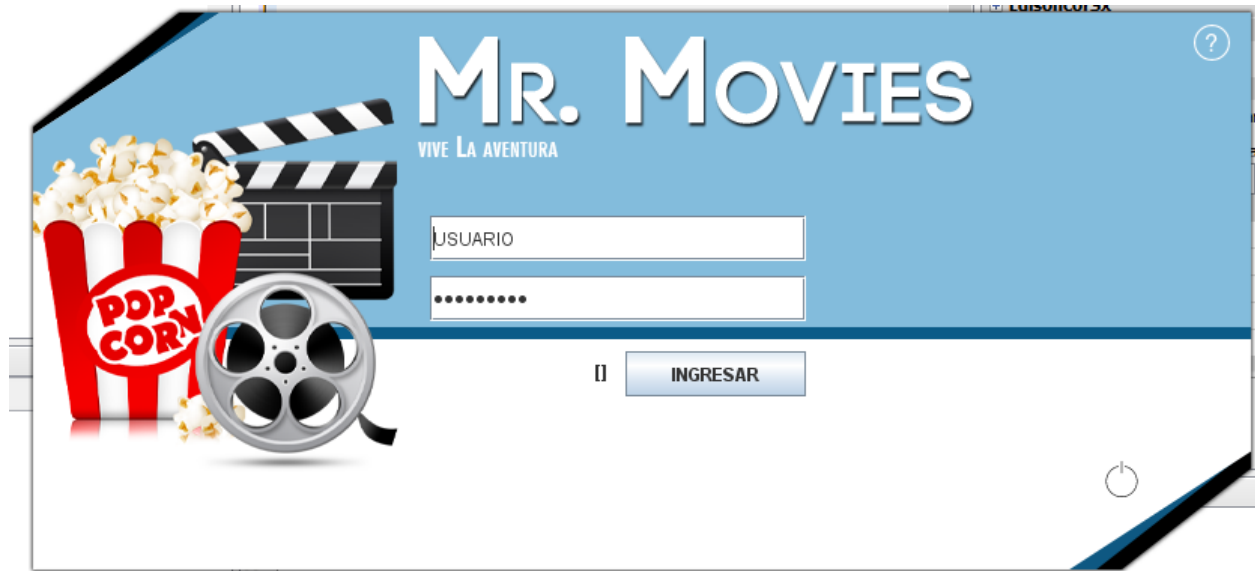 ?
MR. MOVIES
VIVE LA AVENTURA
USUARIO
•••••••••
POP
CORN
[] INGRESAR